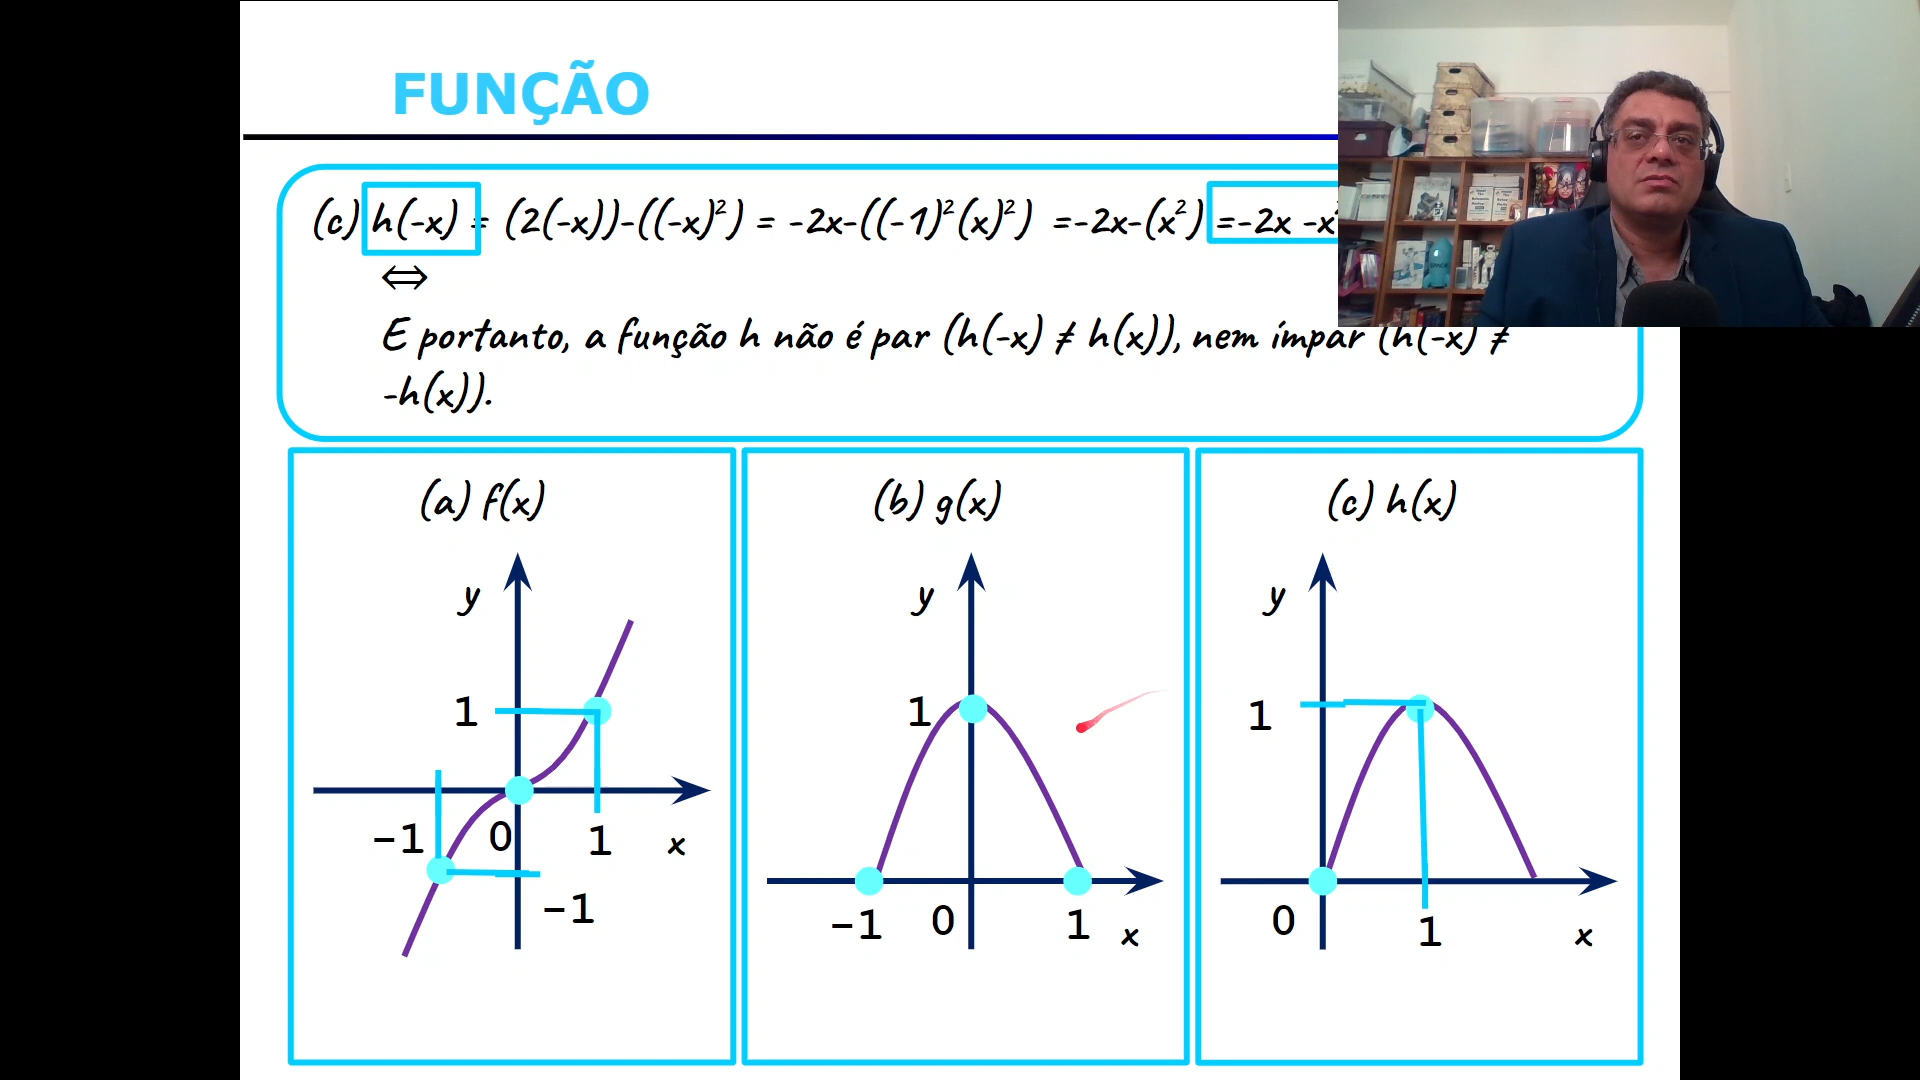 FUNÇÃO
(c) h(-x) = (2(-x))-((-x)²) = -2x-((-1)²(x)²) =-2x-(x²) =-2x -x²
⇔
E portanto, a função h não é par (h(-x) ≠ h(x)), nem ímpar (h(-x) ≠
-h(x)).
(a) f(x)
y
1
-1 0 1 x
-1
(b) g(x)
y
1
-1 0 1 x
(c) h(x)
y
1
0 1 x